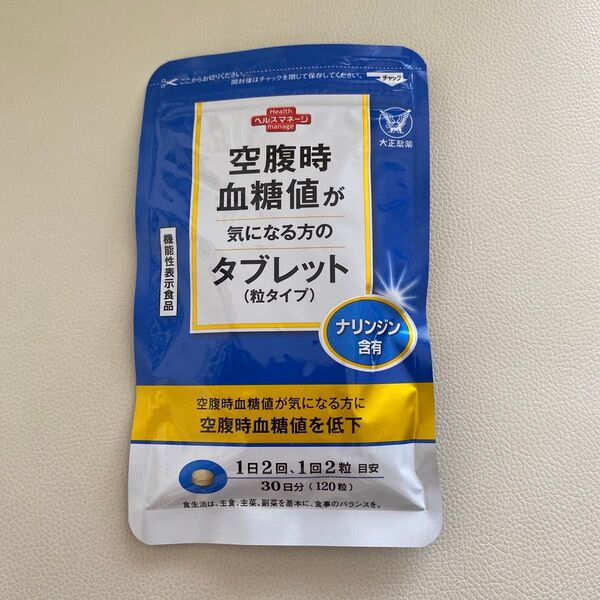 ここからお切りください。
開封後はチャックを閉じて保存してください。
チャック
Health
ヘルスマネージ
manage
大正製薬
空腹時
血糖値が
気になる方の
タブレット
（粒タイプ）
機能性表示食品
ナリンジン
含有
空腹時血糖値が気になる方に
空腹時血糖値を低下
1日2回、1回2粒 目安
30日分（120粒）
食生活は、主食、主菜、副菜を基本に、食事のバランスを。